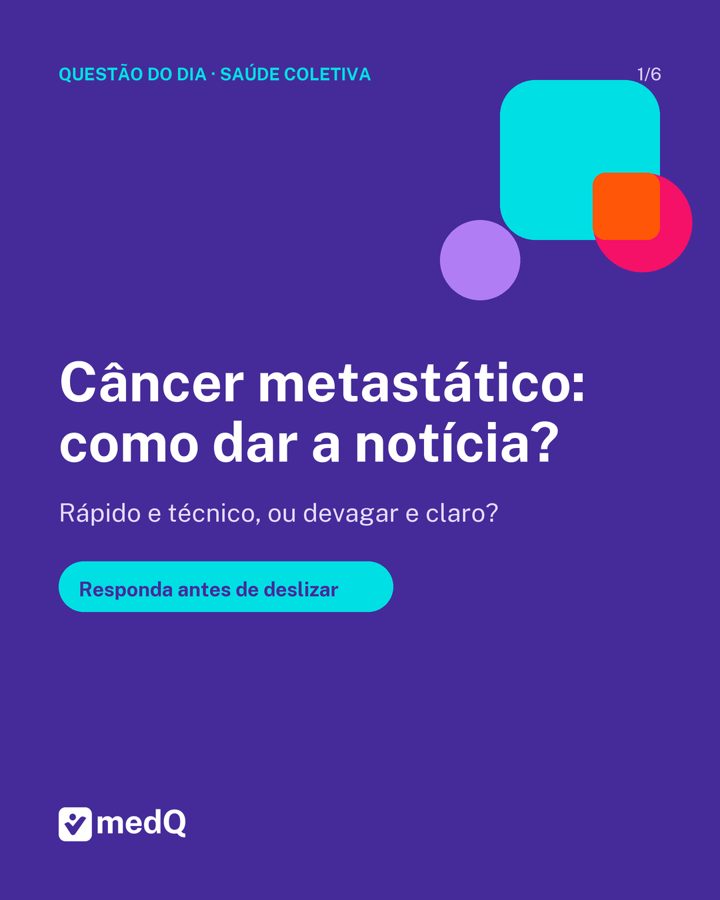 QUESTÃO DO DIA · SAÚDE COLETIVA
1/6
Câncer metastático:
como dar a notícia?
Rápido e técnico, ou devagar e claro?
Responda antes de deslizar
medQ